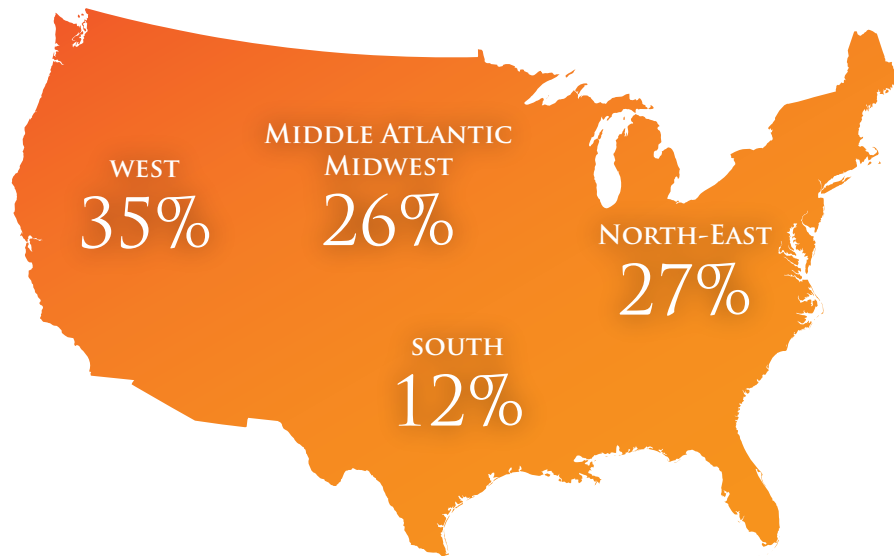 WEST
35%
MIDDLE ATLANTIC
MIDWEST
26%
NORTH-EAST
27%
SOUTH
12%